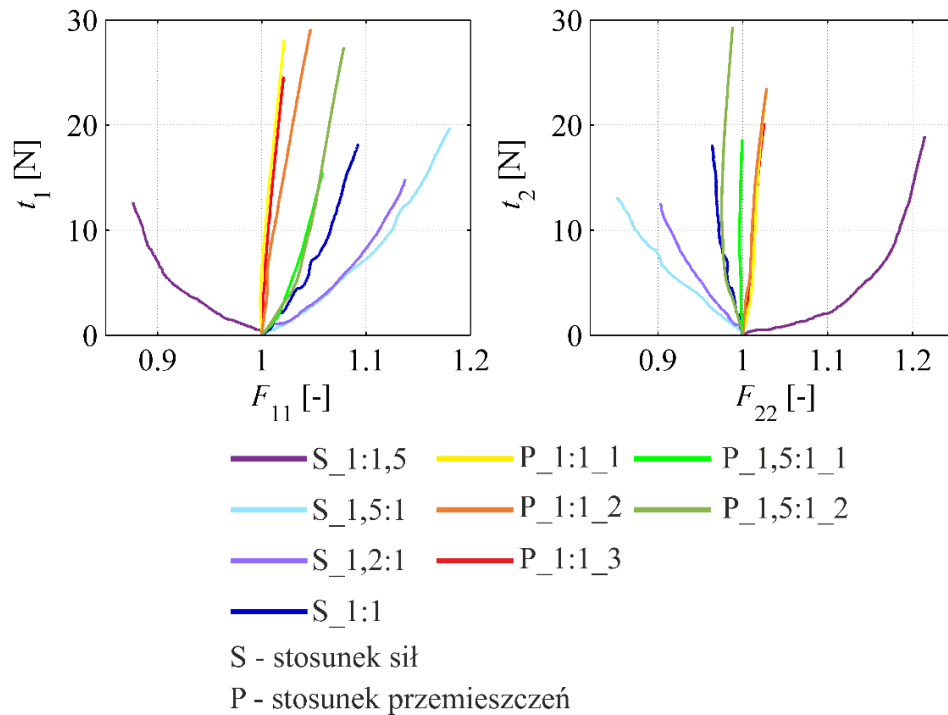 30
20
10
0
t1 [N]
0.9 1 1.1 1.2
F11 [-]
30
20
10
0
t2 [N]
0.9 1 1.1 1.2
F22 [-]
S_1:1,5 P_1:1_1 P_1,5:1_1
S_1,5:1 P_1:1_2 P_1,5:1_2
S_1,2:1 P_1:1_3
S_1:1
S - stosunek sił
P - stosunek przemieszczeń